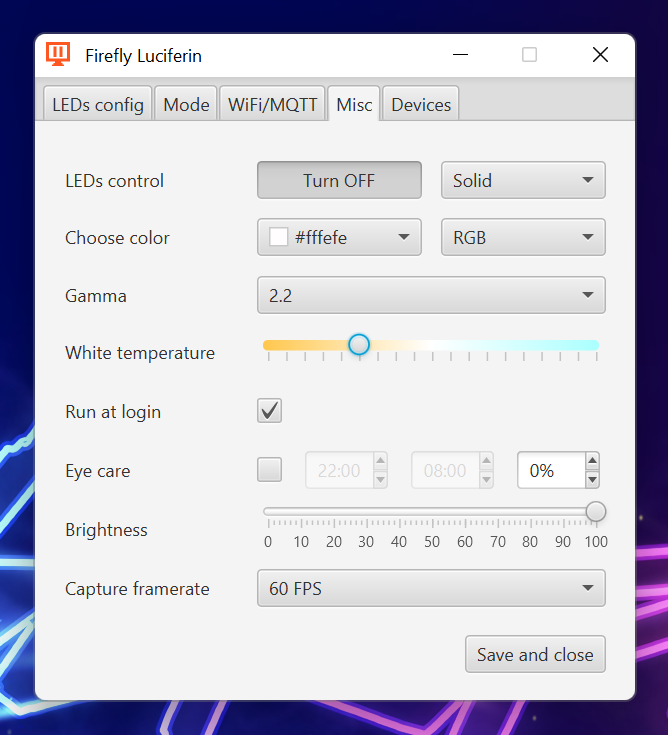 Firefly Luciferin
LEDs config Mode WiFi/MQTT Misc Devices
LEDs control Turn OFF Solid
Choose color #fffefe RGB
Gamma 2.2
White temperature
Run at login
Eye care 22:00 08:00 0%
Brightness
0 10 20 30 40 50 60 70 80 90 100
Capture framerate 60 FPS
Save and close